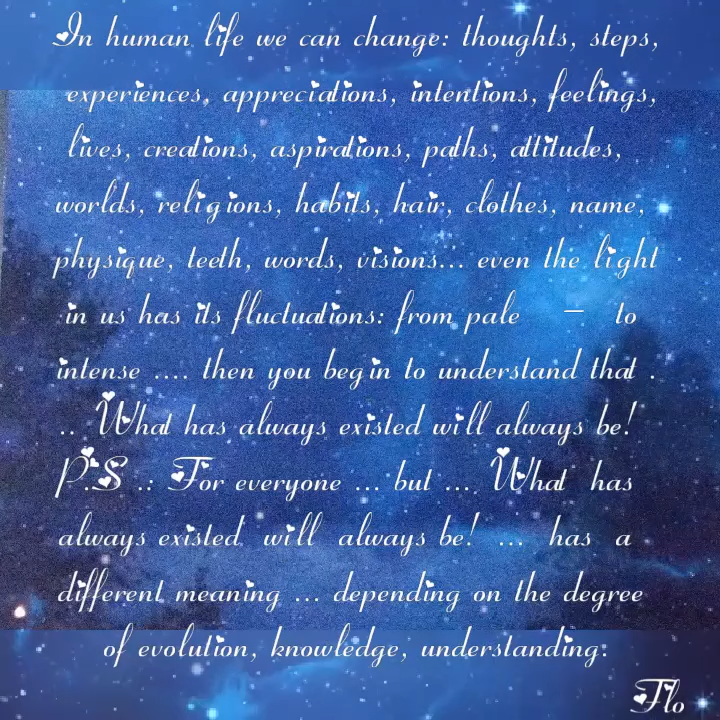 In human life we can change: thoughts, steps,
experiences, appreciations, intentions, feelings,
lives, creations, aspirations, paths, attitudes,
worlds, religions, habits, hair, clothes, name,
physique, teeth, words, visions... even the light
in us has its fluctuations: from pale – to
intense .... then you begin to understand that .
.. What has always existed will always be!
P.S .: For everyone ... but ... What has
always existed will always be! ... has a
different meaning ... depending on the degree
of evolution, knowledge, understanding.
Flo